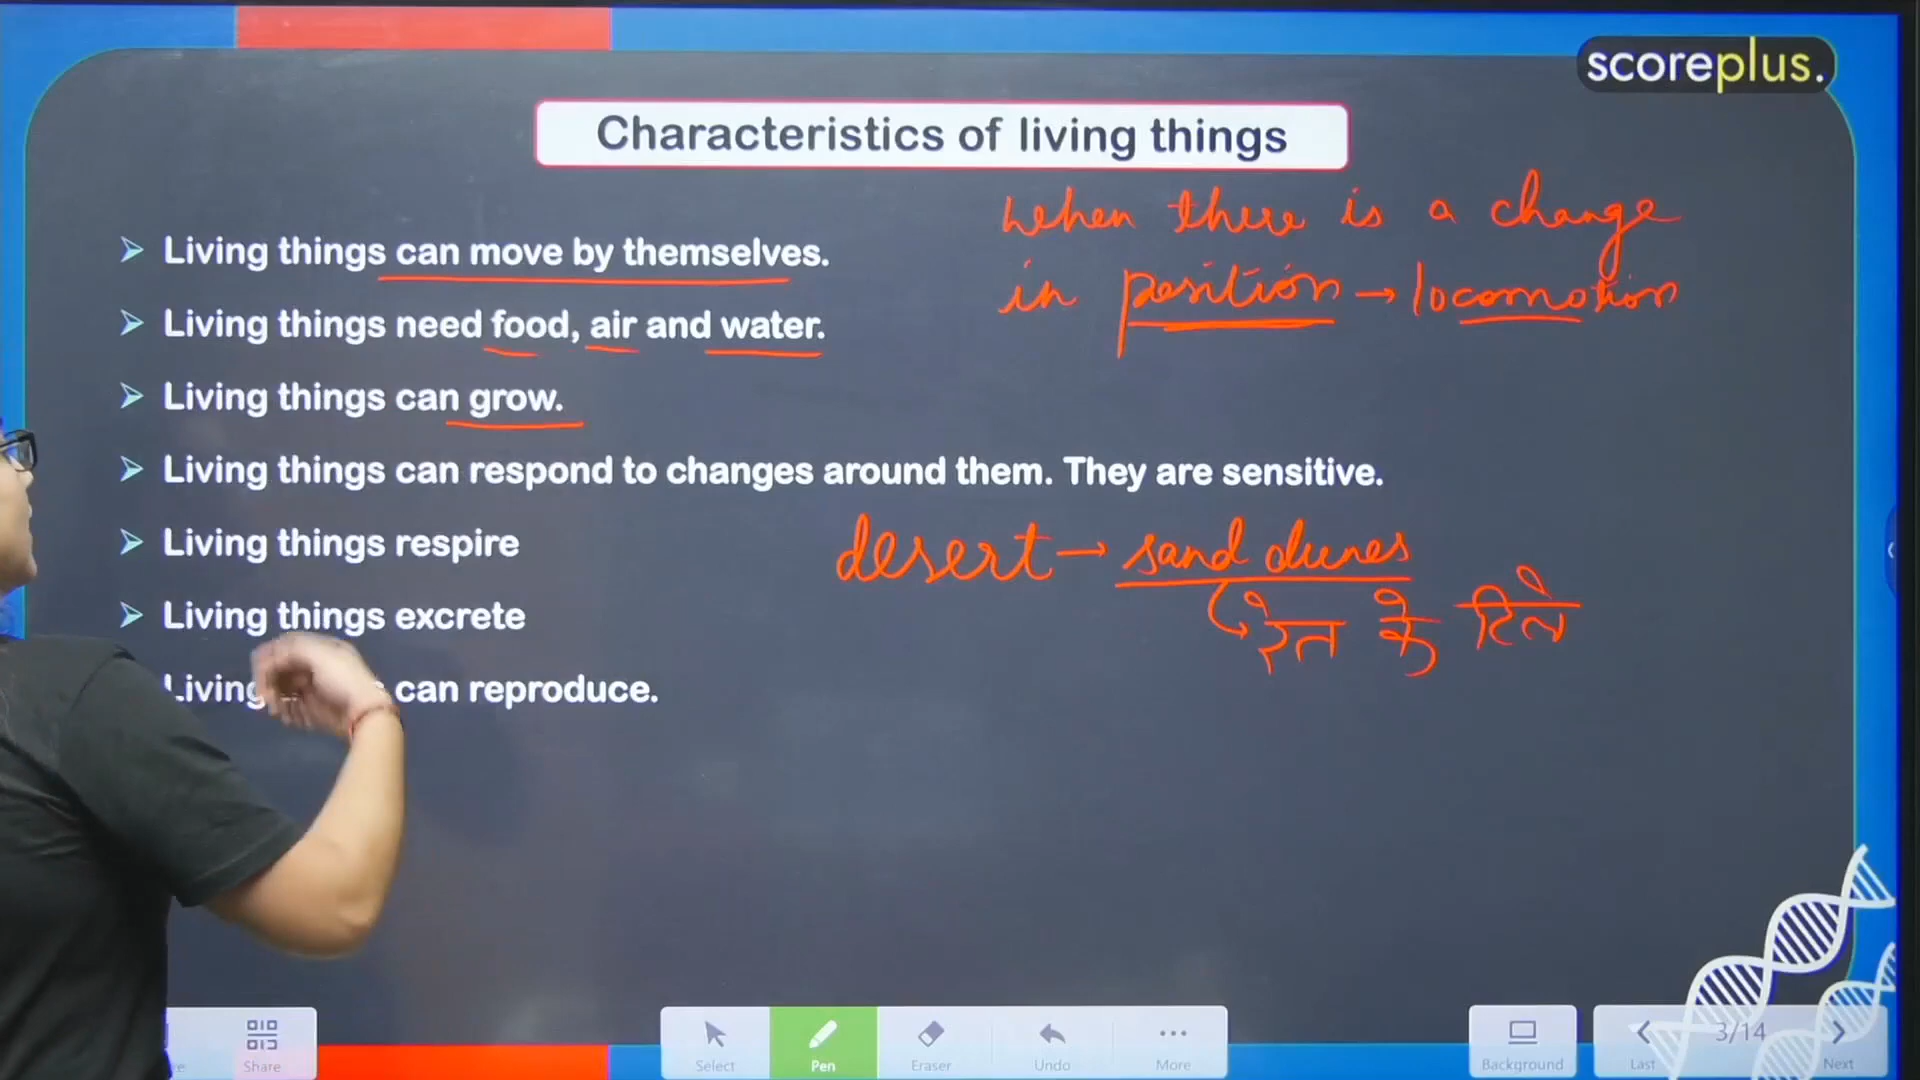 scoreplus.
Characteristics of living things
when there is a change
in position → locomotion
➢ Living things can move by themselves.
➢ Living things need food, air and water.
➢ Living things can grow.
➢ Living things can respond to changes around them. They are sensitive.
➢ Living things respire
desert → sand dunes
रेत के टिले
➢ Living things excrete
Living can reproduce.
Share
Select
Pen
Eraser
Undo
More
Background
Last
3/14
Next